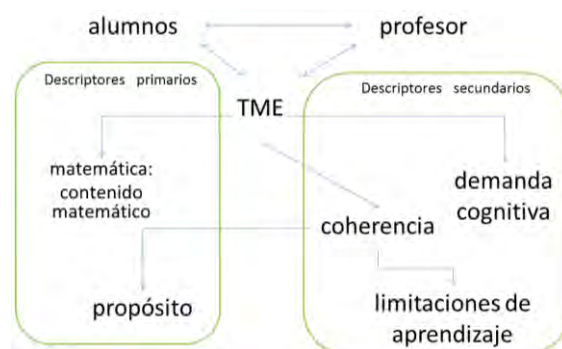 alumnos profesor
Descriptores primarios
Descriptores secundarios
TME
matemática:
contenido
matemático
demanda
cognitiva
coherencia
propósito
limitaciones de
aprendizaje